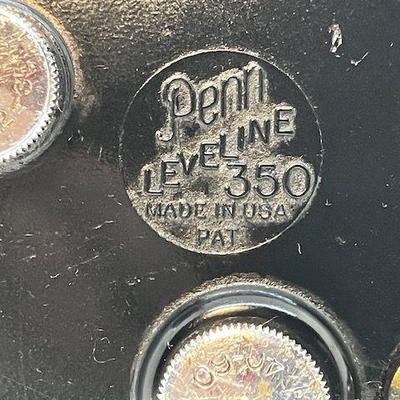 Penn
LEVELINE
350
MADE IN USA
PAT